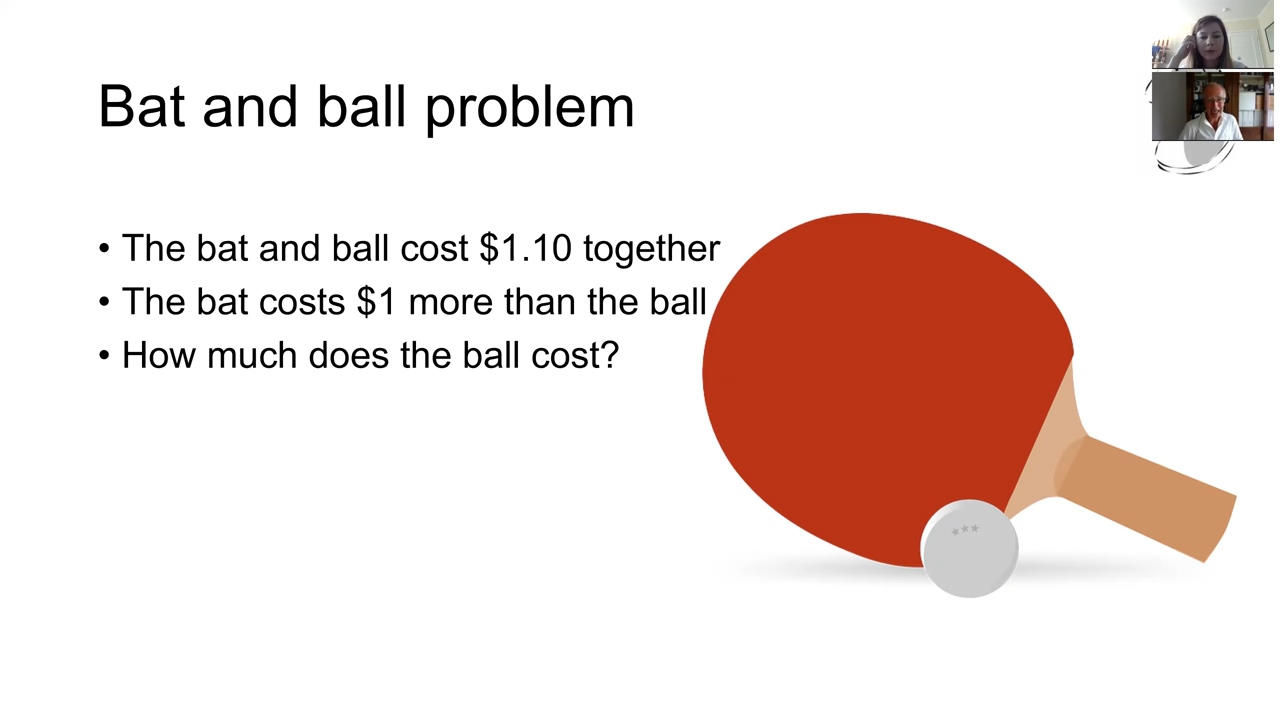 Bat and ball problem
• The bat and ball cost $1.10 together
• The bat costs $1 more than the ball
• How much does the ball cost?